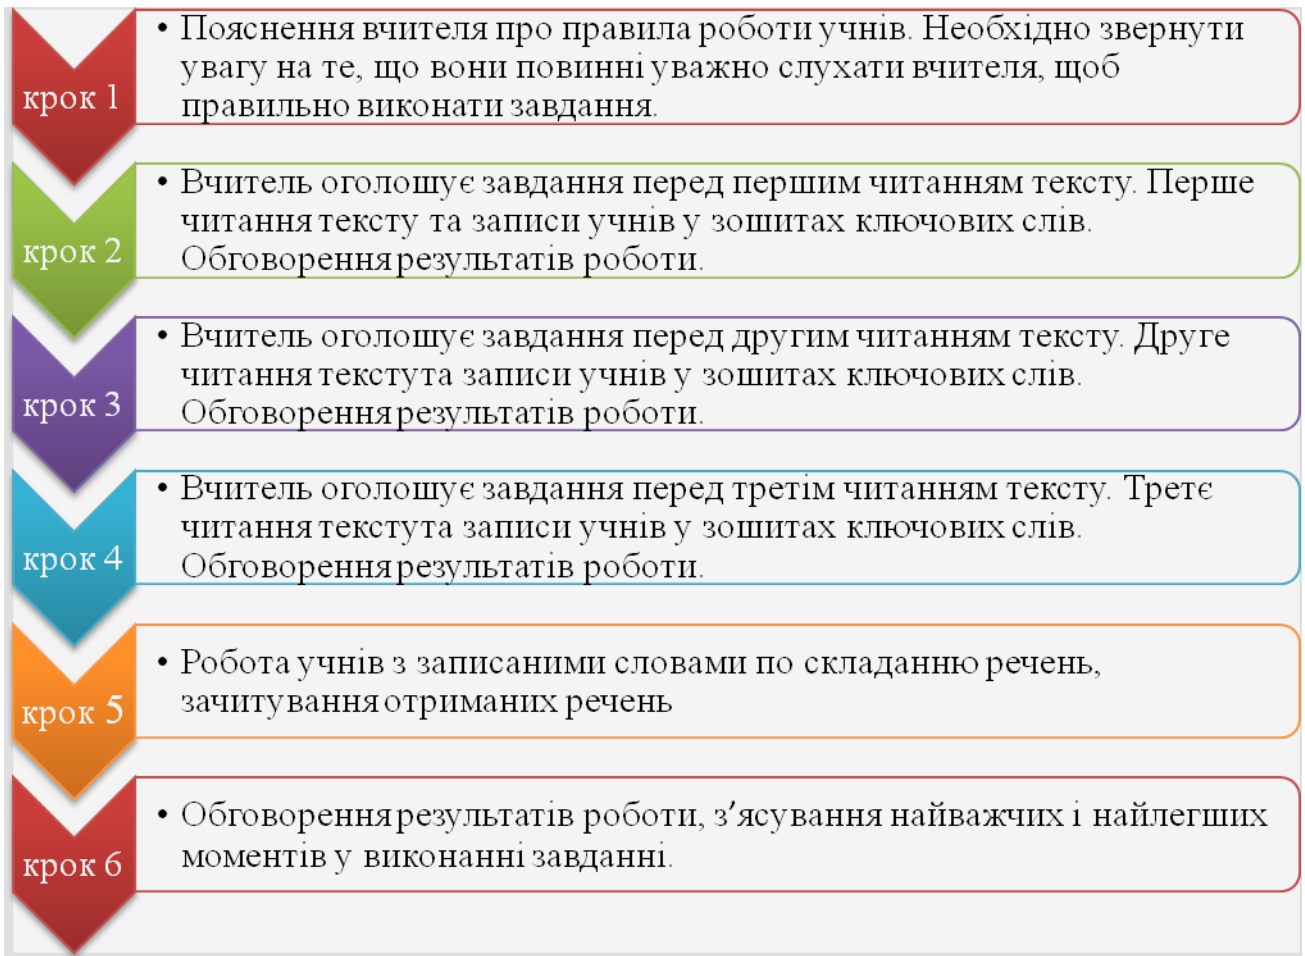 крок 1
• Пояснення вчителя про правила роботи учнів. Необхідно звернути
увагу на те, що вони повинні уважно слухати вчителя, щоб
правильно виконати завдання.
крок 2
• Вчитель оголошує завдання перед першим читанням тексту. Перше
читання тексту та записи учнів у зошитах ключових слів.
Обговорення результатів роботи.
крок 3
• Вчитель оголошує завдання перед другим читанням тексту. Друге
читання текстута записи учнів у зошитах ключових слів.
Обговорення результатів роботи.
крок 4
• Вчитель оголошує завдання перед третім читанням тексту. Третє
читання текстута записи учнів у зошитах ключових слів.
Обговорення результатів роботи.
крок 5
• Робота учнів з записаними словами по складанню речень,
зачитування отриманих речень
крок 6
• Обговорення результатів роботи, з’ясування найважчих і найлегших
моментів у виконанні завданні.